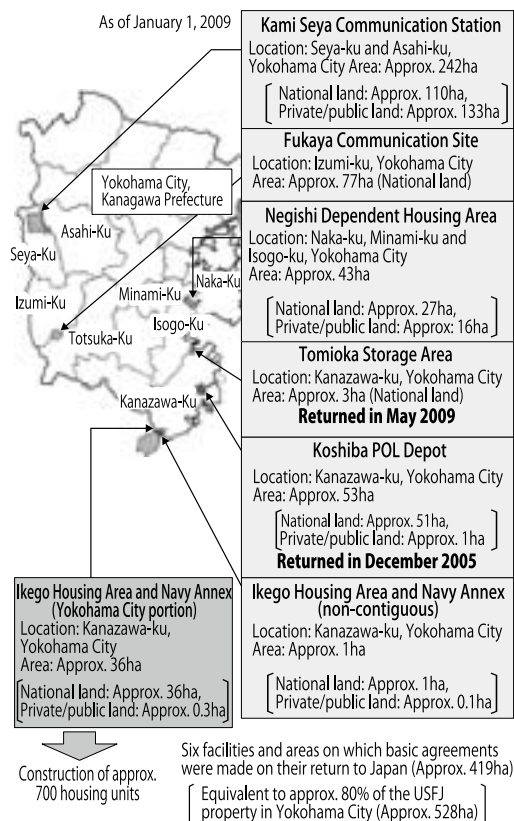 As of January 1, 2009
Kami Seya Communication Station
Location: Seya-ku and Asahi-ku,
Yokohama City Area: Approx. 242ha
[National land: Approx. 110ha,
Private/public land: Approx. 133ha]
Fukaya Communication Site
Location: Izumi-ku, Yokohama City
Area: Approx. 77ha (National land)
Negishi Dependent Housing Area
Location: Naka-ku, Minami-ku and
Isogo-ku, Yokohama City
Area: Approx. 43ha
[National land: Approx. 27ha,
Private/public land: Approx: 16ha]
Tomioka Storage Area
Location: Kanazawa-ku, Yokohama City
Area: Approx. 3ha (National land)
Returned in May 2009
Koshiba POL Depot
Location: Kanazawa-ku, Yokohama City
Area: Approx. 53ha
[National land: Approx. 51ha,
Private/public land: Approx. 1ha]
Returned in December 2005
Ikego Housing Area and Navy Annex
(non-contiguous)
Location: Kanazawa-ku, Yokohama City
Area: Approx. 1ha
[National land: Approx. 1ha,
Private/public land: Approx. 0.1ha]
Yokohama City,
Kanagawa Prefecture
Asahi-Ku
Seya-Ku
Naka-Ku
Minami-Ku
Izumi-Ku
Isogo-Ku
Totsuka-Ku
Kanazawa-Ku
Ikego Housing Area and Navy Annex
(Yokohama City portion)
Location: Kanazawa-ku,
Yokohama City
Area: Approx. 36ha
[National land: Approx. 36ha,
Private/public land: Approx. 0.3ha]
Construction of approx.
700 housing units
Six facilities and areas on which basic agreements
were made on their return to Japan (Approx. 419ha)
[Equivalent to approx. 80% of the USFJ
property in Yokohama City (Approx. 528ha)]